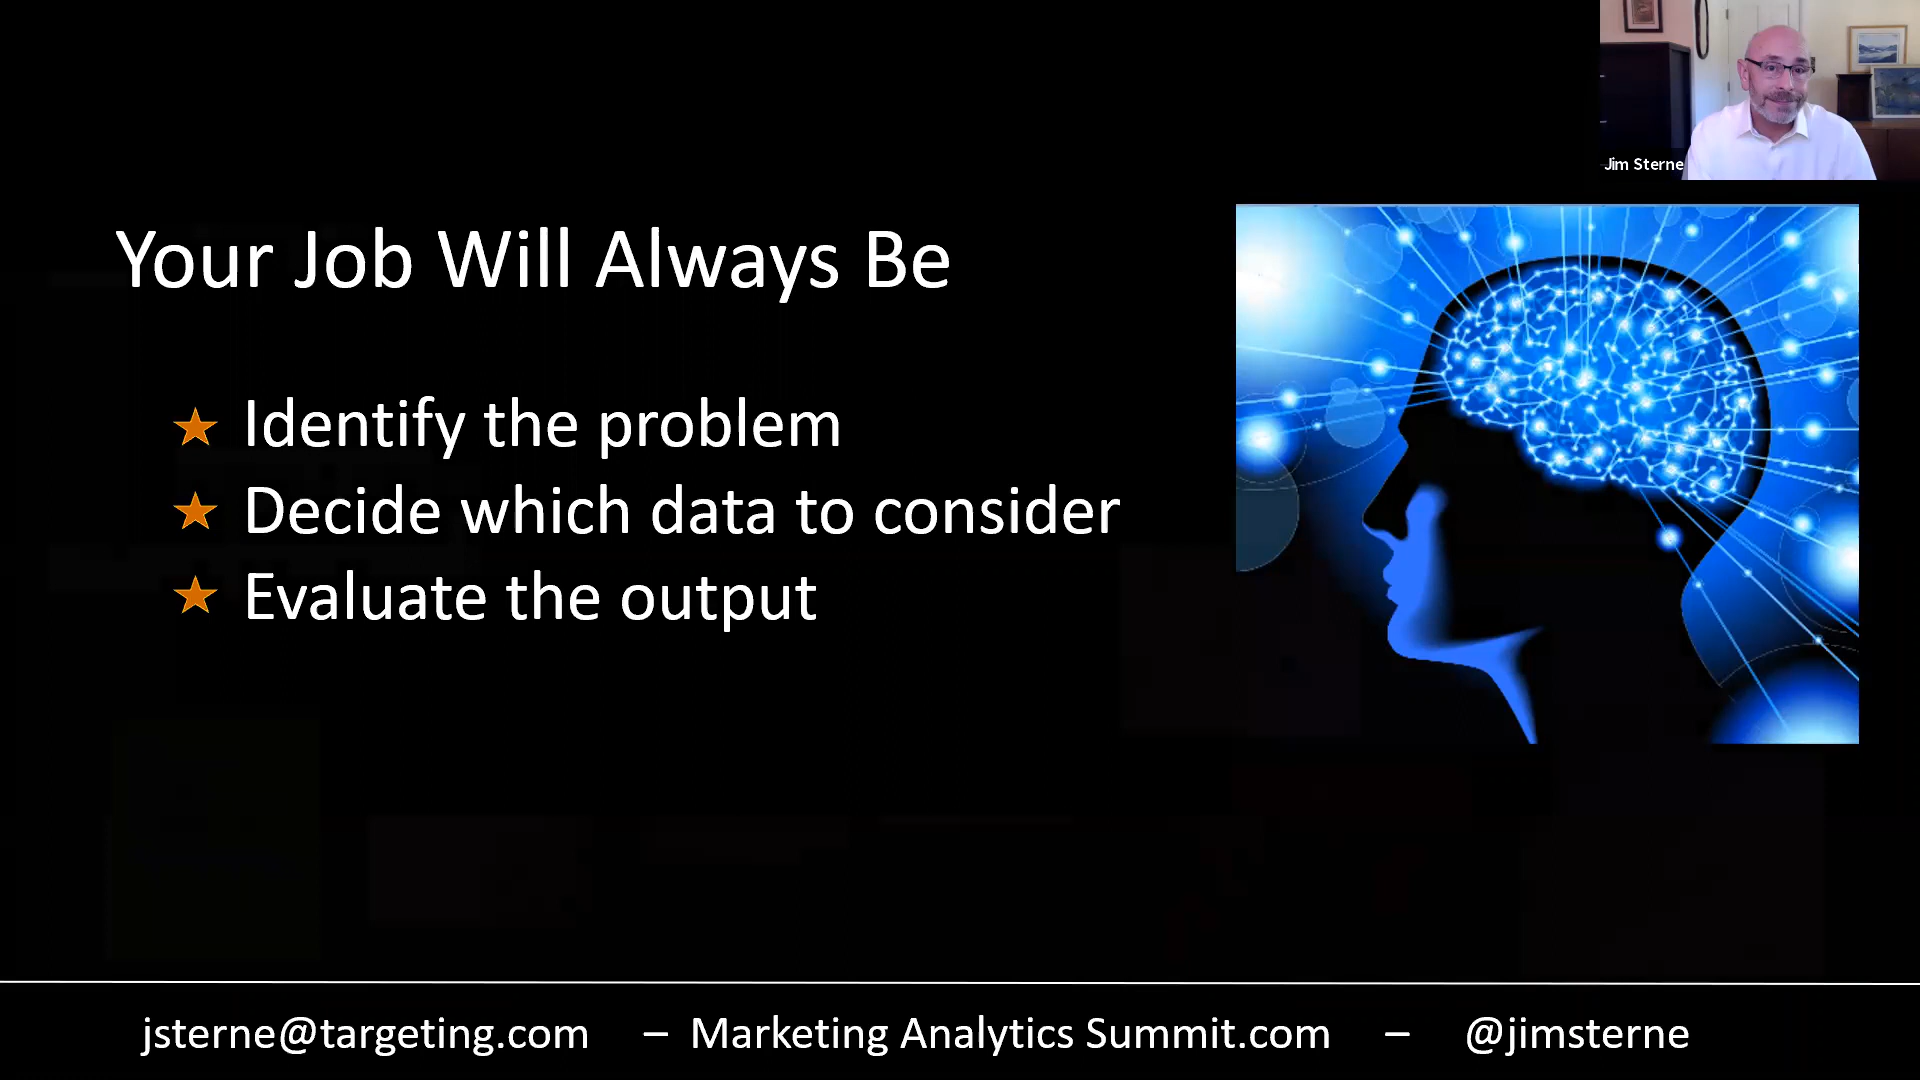 Jim Sterne
Your Job Will Always Be
Identify the problem
Decide which data to consider
Evaluate the output
jsterne@targeting.com – Marketing Analytics Summit.com – @jimsterne